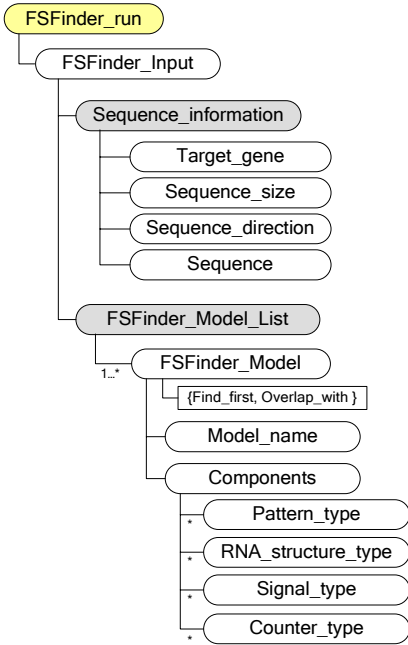 FSFinder_run
FSFinder_Input
Sequence_information
Target_gene
Sequence_size
Sequence_direction
Sequence
FSFinder_Model_List
1...*
FSFinder_Model
{Find_first, Overlap_with }
Model_name
Components
* Pattern_type
* RNA_structure_type
* Signal_type
* Counter_type